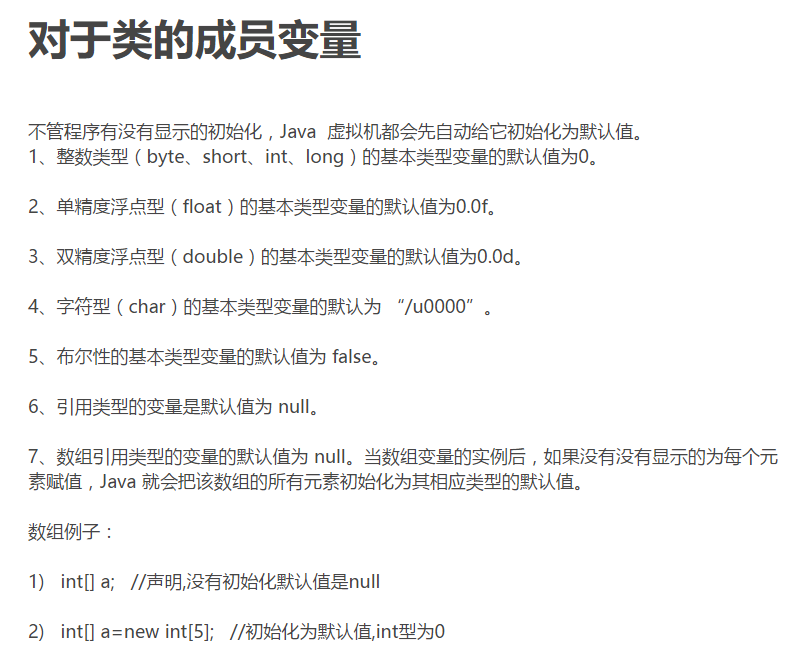 对于类的成员变量
不管程序有没有显示的初始化，Java 虚拟机都会先自动给它初始化为默认值。
1、整数类型（byte、short、int、long）的基本类型变量的默认值为0。
2、单精度浮点型（float）的基本类型变量的默认值为0.0f。
3、双精度浮点型（double）的基本类型变量的默认值为0.0d。
4、字符型（char）的基本类型变量的默认为 “/u0000”。
5、布尔性的基本类型变量的默认值为 false。
6、引用类型的变量是默认值为 null。
7、数组引用类型的变量的默认值为 null。当数组变量的实例后，如果没有没有显示的为每个元
素赋值，Java 就会把该数组的所有元素初始化为其相应类型的默认值。
数组例子：
1) int[] a; //声明,没有初始化默认值是null
2) int[] a=new int[5]; //初始化为默认值,int型为0